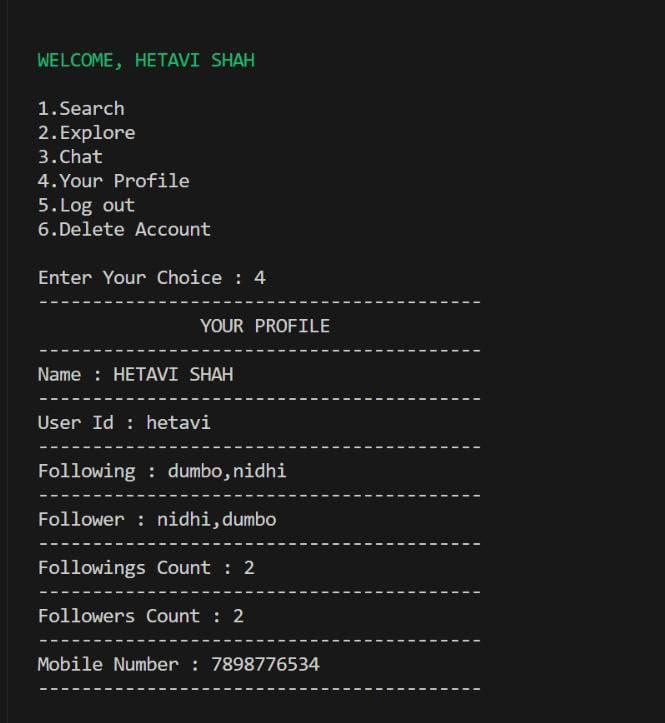 WELCOME, HETAVI SHAH
1.Search
2.Explore
3.Chat
4.Your Profile
5.Log out
6.Delete Account
Enter Your Choice : 4
-----------------------------------------
YOUR PROFILE
-----------------------------------------
Name : HETAVI SHAH
-----------------------------------------
User Id : hetavi
-----------------------------------------
Following : dumbo,nidhi
-----------------------------------------
Follower : nidhi,dumbo
-----------------------------------------
Followings Count : 2
-----------------------------------------
Followers Count : 2
-----------------------------------------
Mobile Number : 7898776534
-----------------------------------------